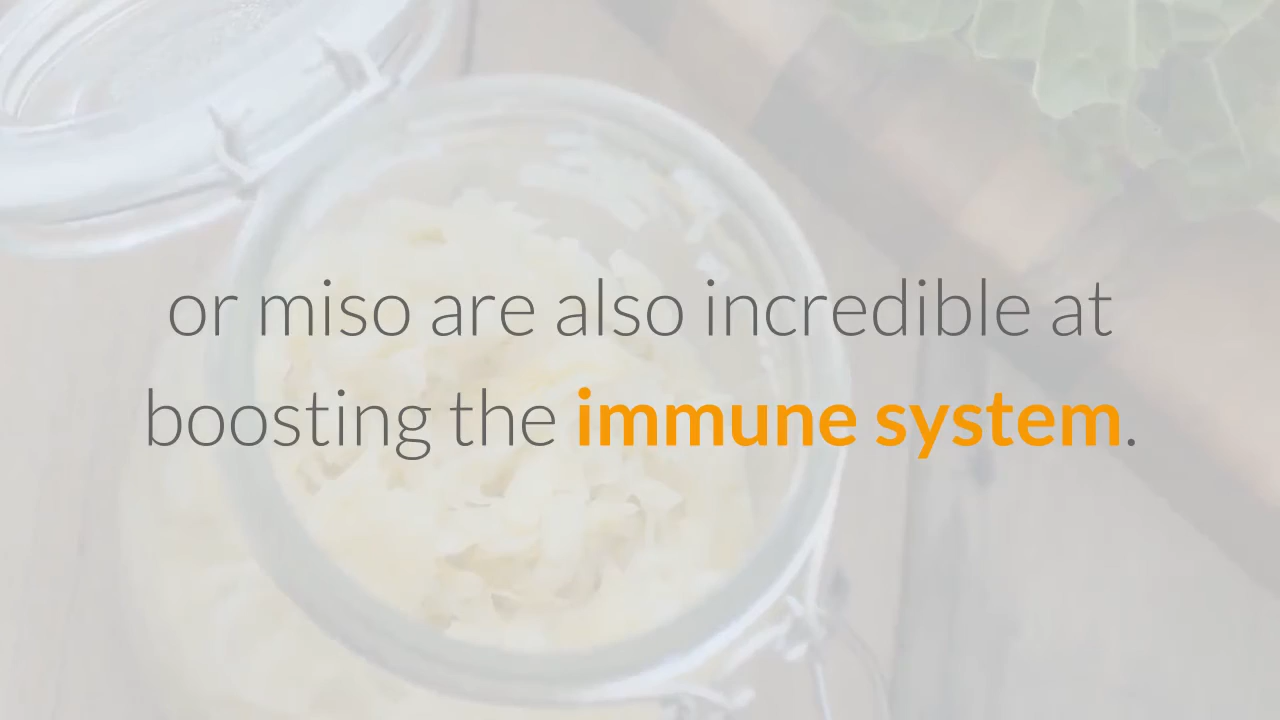 or miso are also incredible at
boosting the immune system.